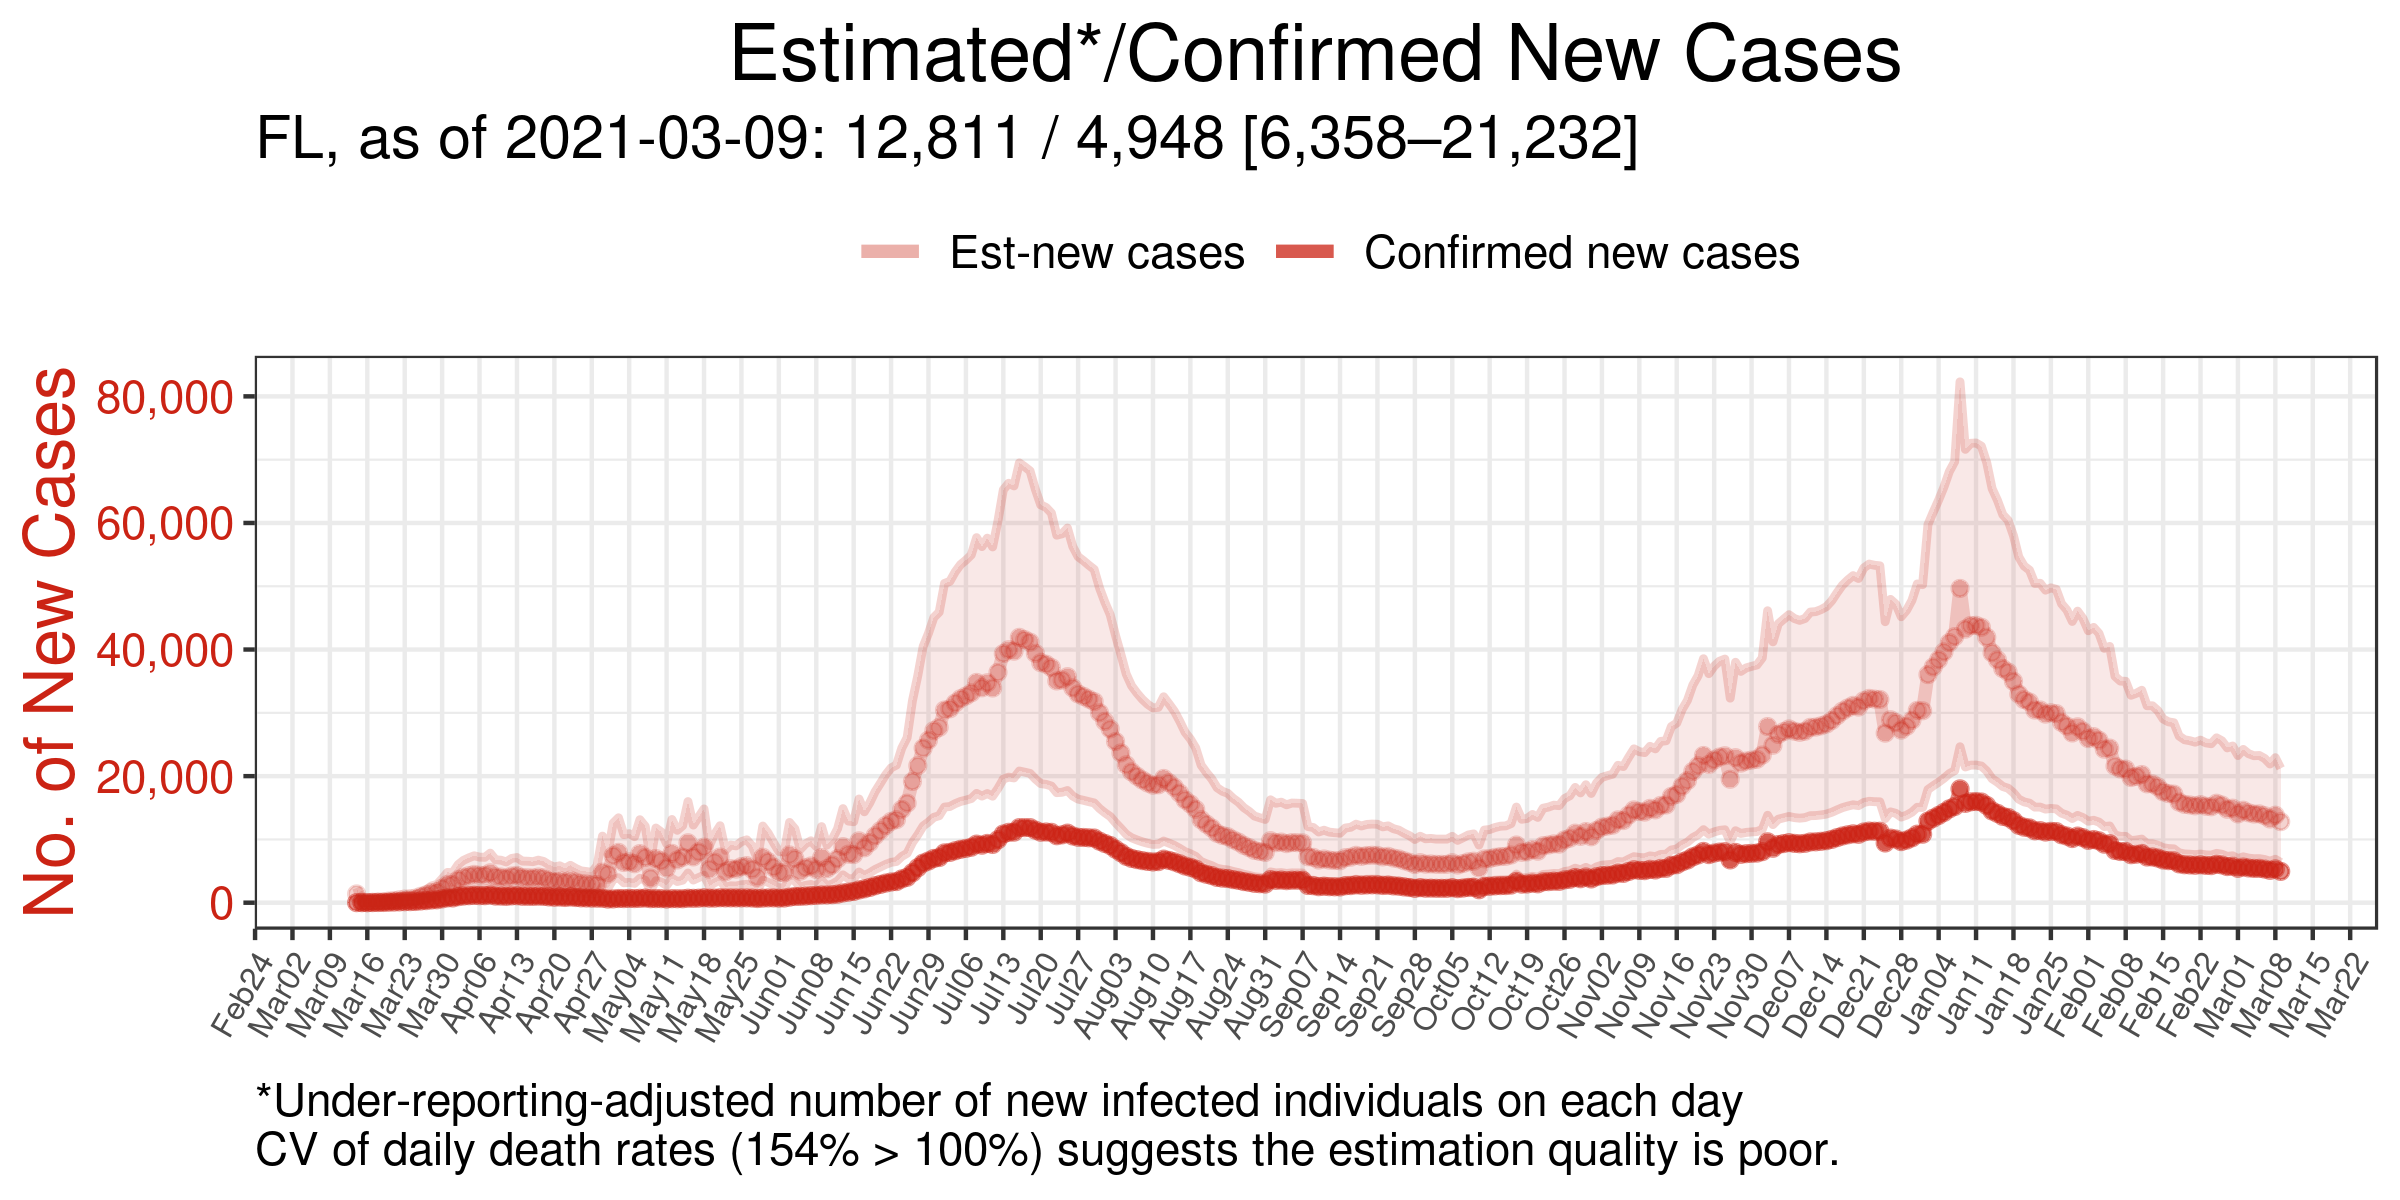 Estimated*/Confirmed New Cases
FL, as of 2021-03-09: 12,811 / 4,948 [6,358–21,232]
Est-new cases Confirmed new cases
No. of New Cases
80,000
60,000
40,000
20,000
0
Feb24 Mar02 Mar09 Mar16 Mar23 Mar30 Apr06 Apr13 Apr20 Apr27 May04 May11 May18 May25 Jun01 Jun08 Jun15 Jun22 Jun29 Jul06 Jul13 Jul20 Jul27 Aug03 Aug10 Aug17 Aug24 Aug31 Sep07 Sep14 Sep21 Sep28 Oct05 Oct12 Oct19 Oct26 Nov02 Nov09 Nov16 Nov23 Nov30 Dec07 Dec14 Dec21 Dec28 Jan04 Jan11 Jan18 Jan25 Feb01 Feb08 Feb15 Feb22 Mar01 Mar08 Mar15 Mar22
*Under-reporting-adjusted number of new infected individuals on each day
CV of daily death rates (154% > 100%) suggests the estimation quality is poor.